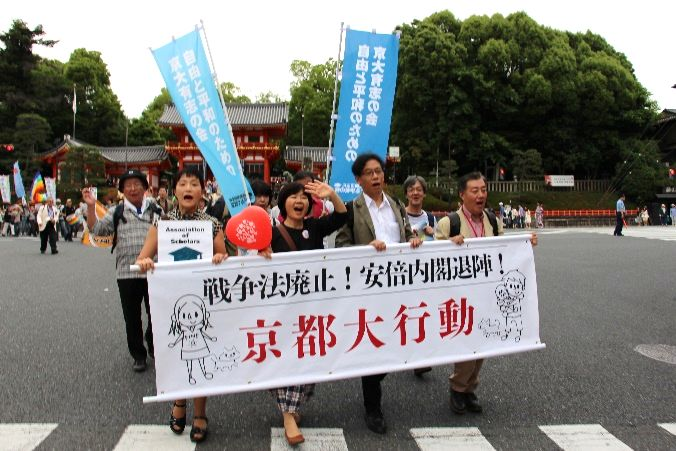 自由と平和のための
京大有志の会
京大有志の会
自由と平和のための
Association
of
Scholars
戦争法廃止！安倍内閣退陣！
京都大行動